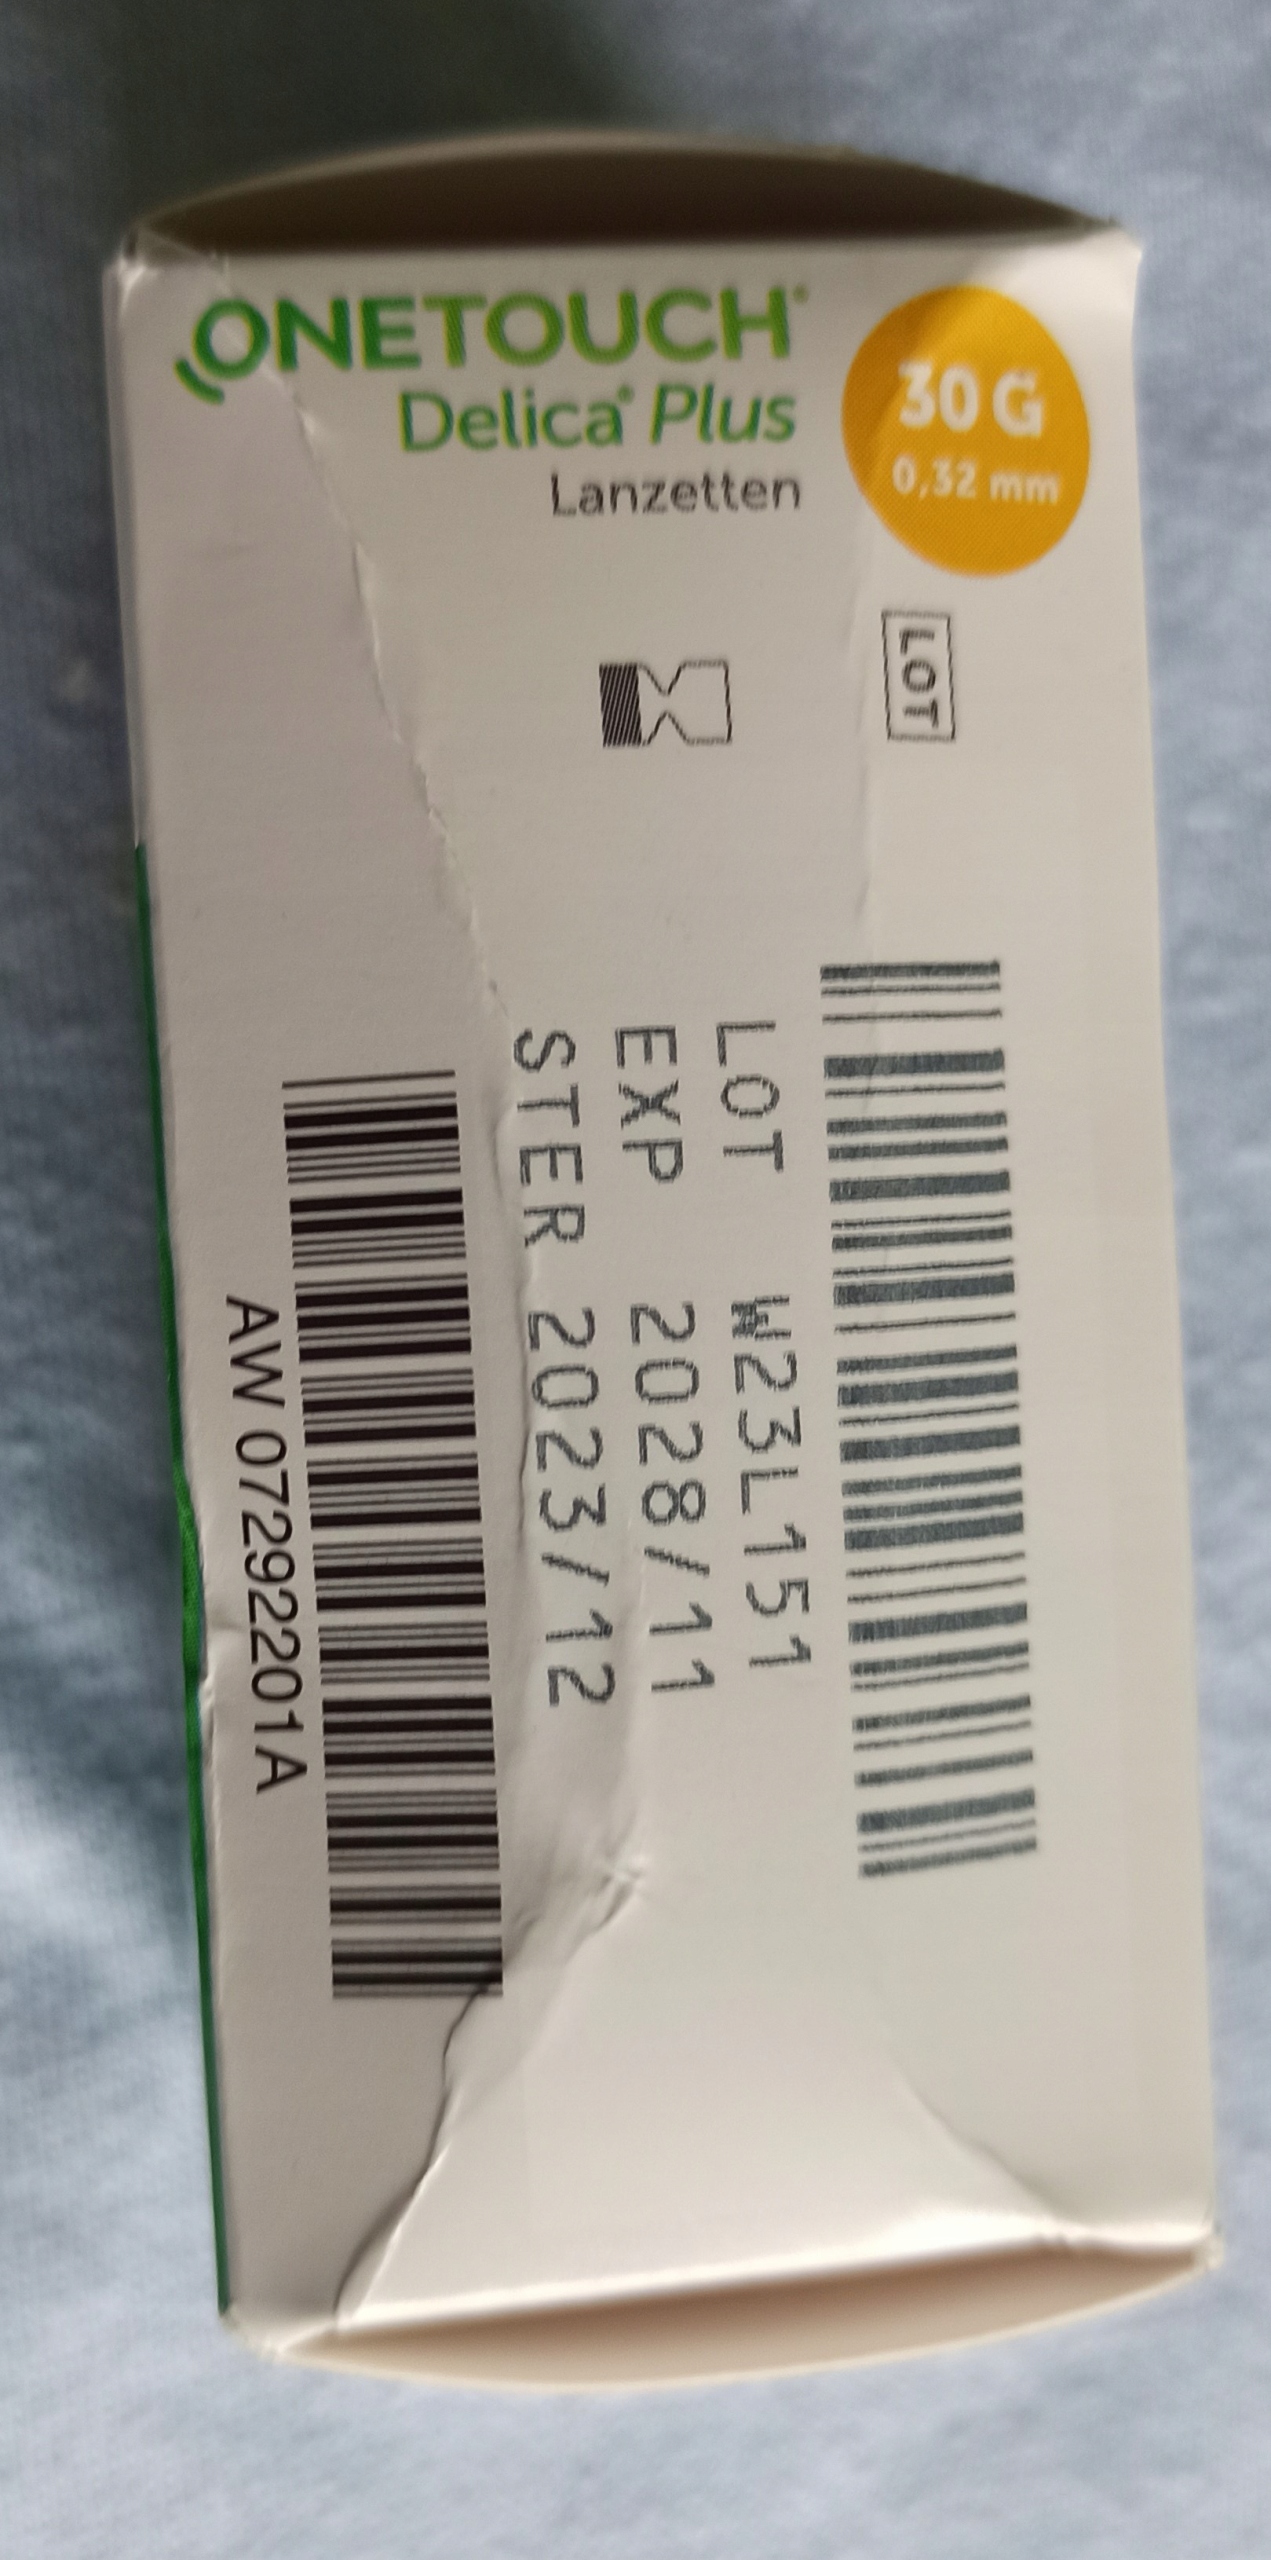 ONETOUCH®
Delica® Plus
Lanzetten
30 G
0,32 mm
LOT
LOT W23L151
EXP 2028/11
STER 2023/12
AW 07292201A